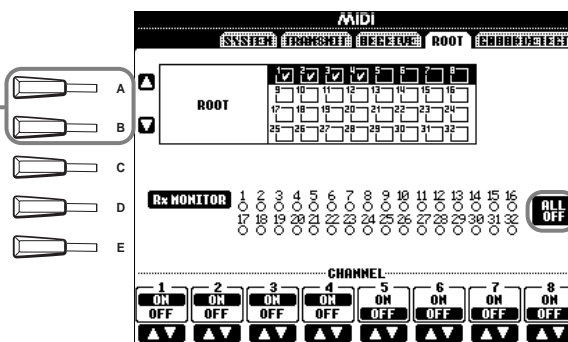 MIDI
SYSTEM TRANSMIT RECEIVE ROOT CHORD DETECT
A
B
C
D
E
ROOT
1 2 3 4 5 6 7 8
9 10 11 12 13 14 15 16
17 18 19 20 21 22 23 24
25 26 27 28 29 30 31 32
Rx MONITOR
1 2 3 4 5 6 7 8 9 10 11 12 13 14 15 16
17 18 19 20 21 22 23 24 25 26 27 28 29 30 31 32
ALL
OFF
CHANNEL
1 2 3 4 5 6 7 8
ON ON ON ON ON ON ON ON
OFF OFF OFF OFF OFF OFF OFF OFF